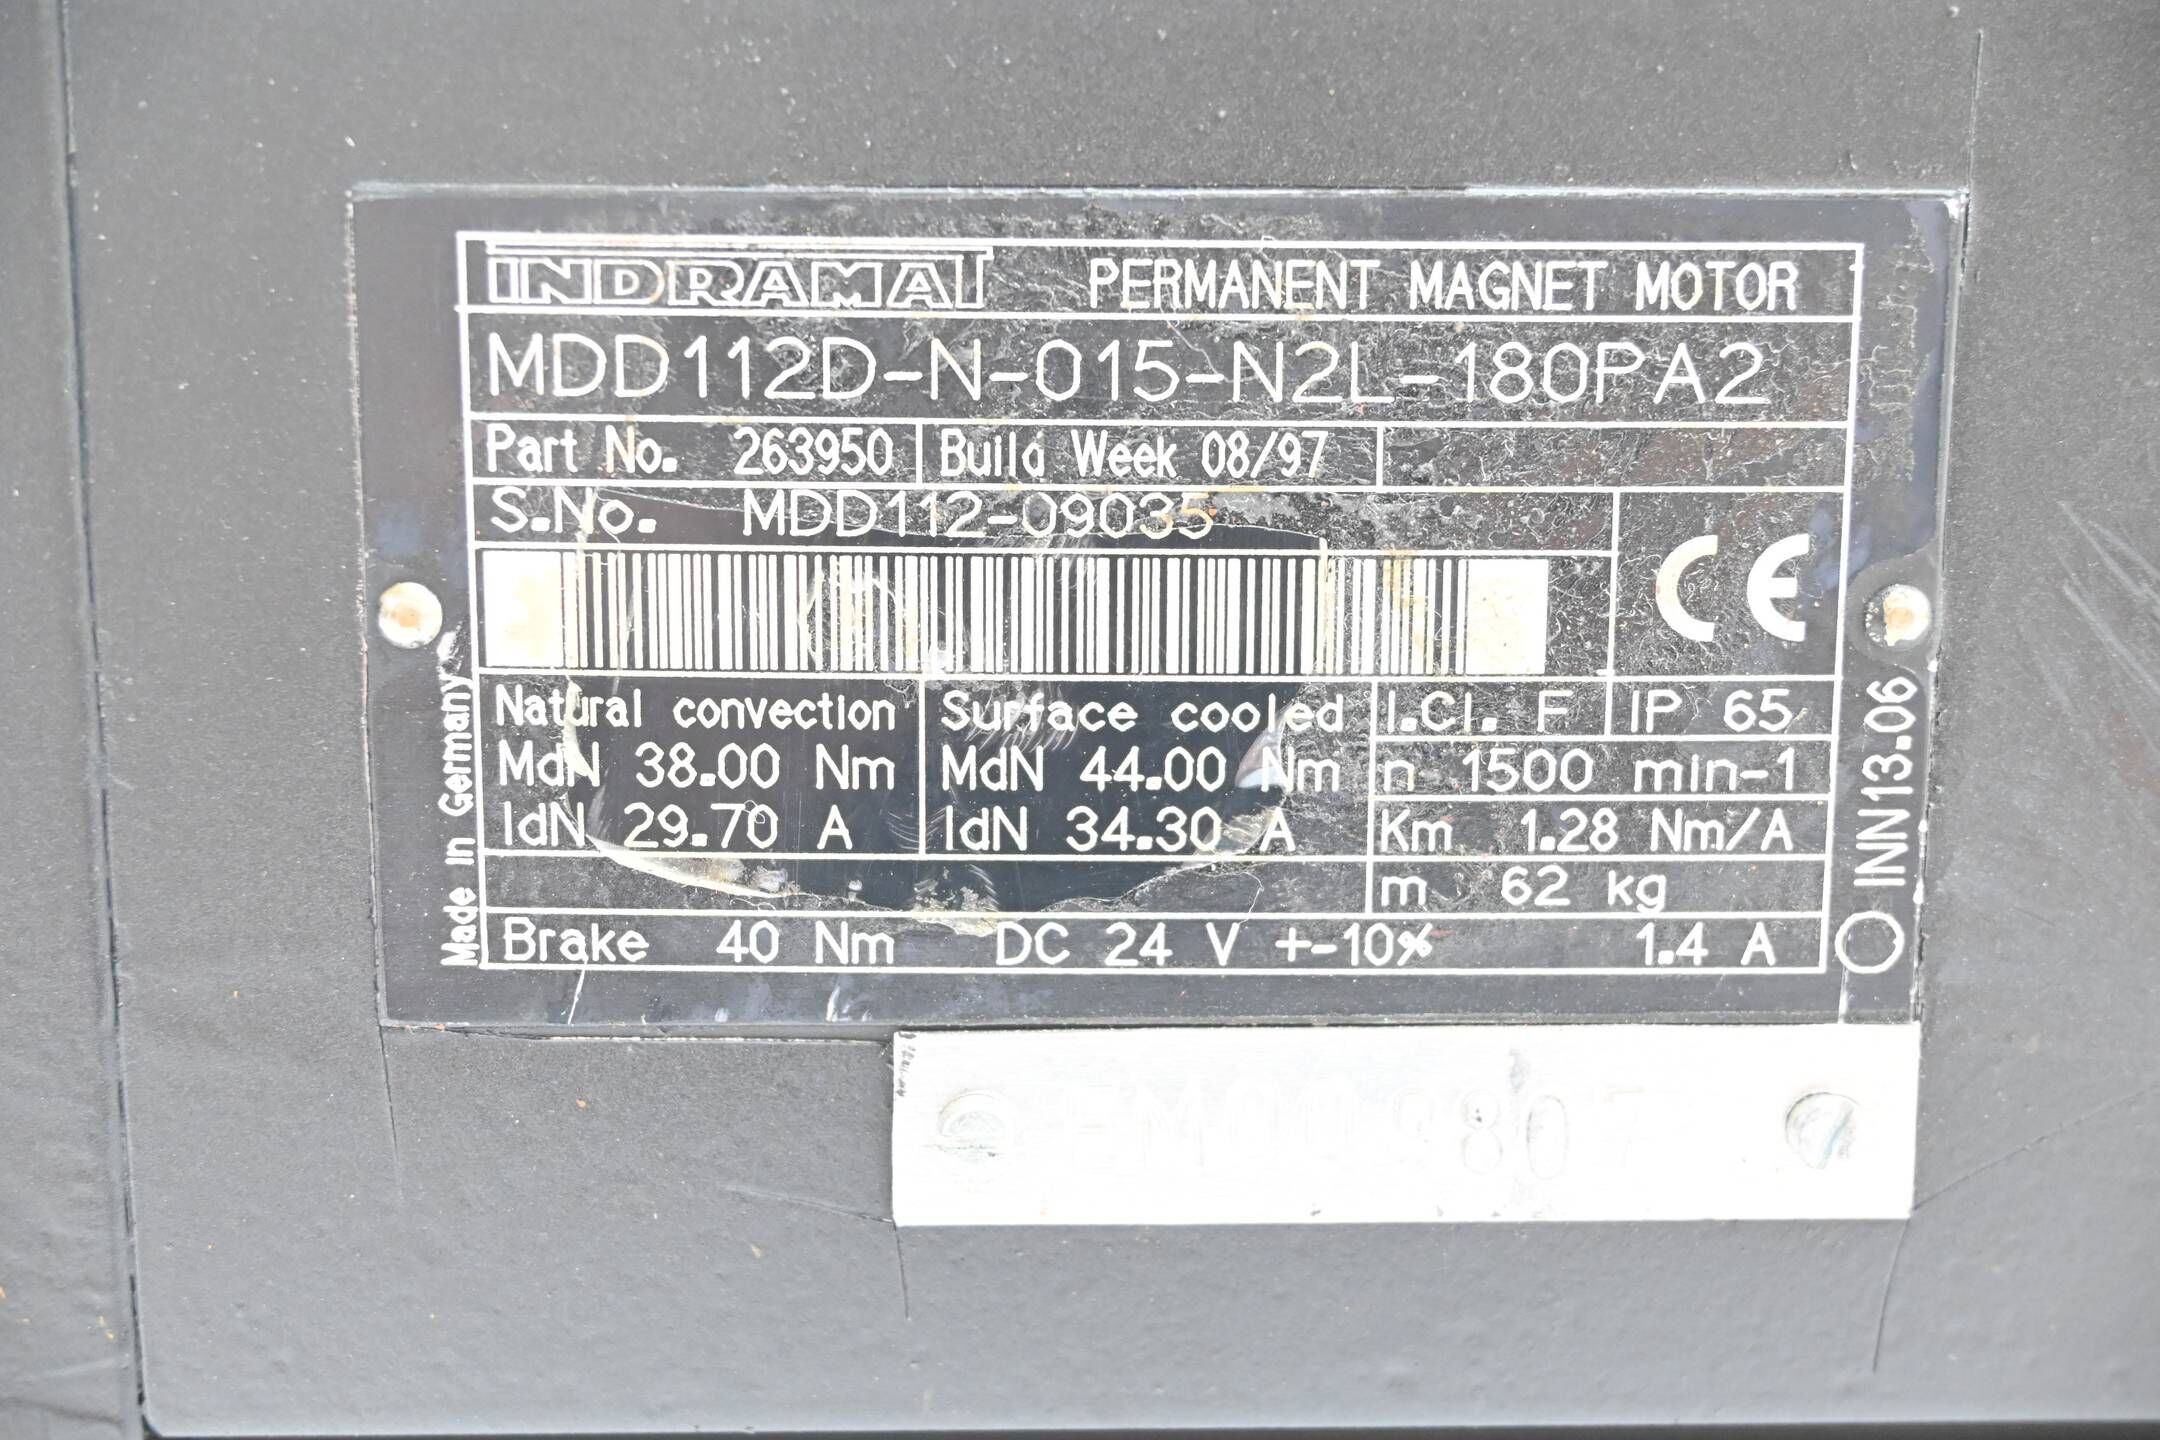 INDRAMAT PERMANENT MAGNET MOTOR
MDD112D-N-015-N2L-180PA2
Part No. 263950 Build Week 08/97
S.No. MDD112-09035
CE
Natural convection Surface cooled I.Cl. F IP 65
MdN 38.00 Nm MdN 44.00 Nm n 1500 min-1
IdN 29.70 A IdN 34.30 A Km 1.28 Nm/A
m 62 kg
Brake 40 Nm DC 24 V +-10% 1.4 A
Made in Germany
INN13.06